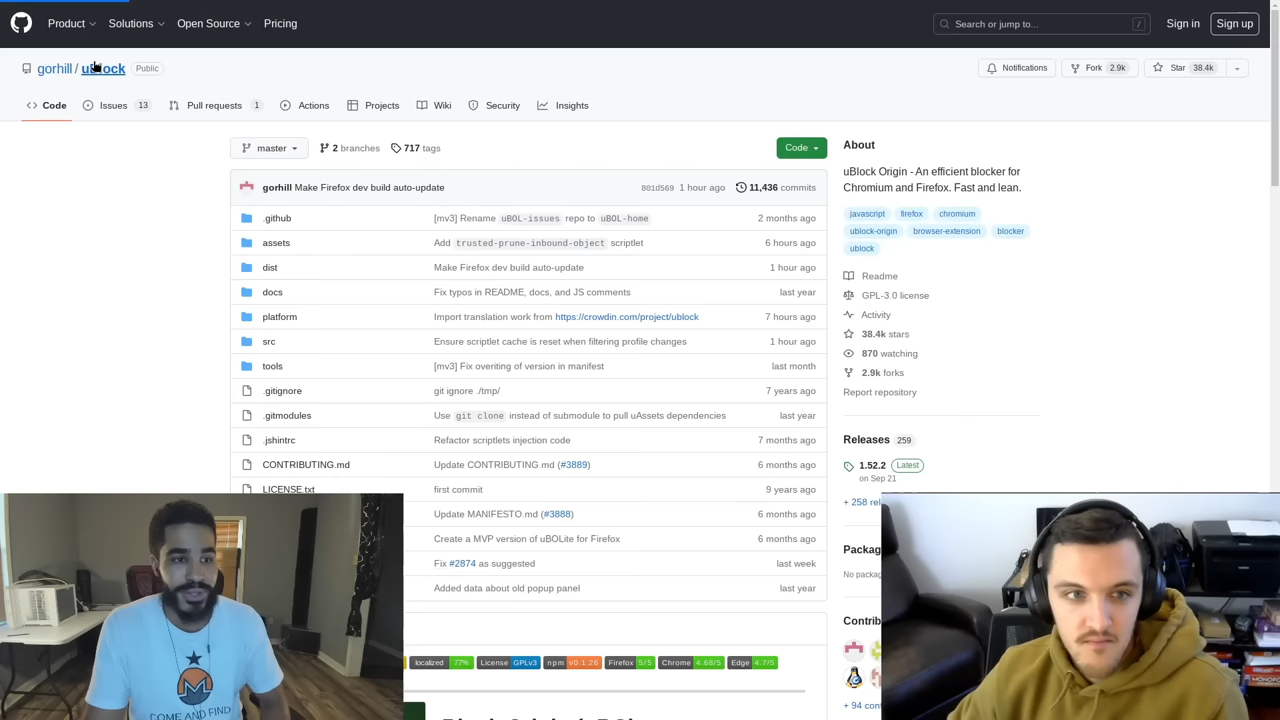 Product Solutions Open Source Pricing Search or jump to... / Sign in Sign up
gorhill / ublock Public Notifications Fork 2.9k Star 38.4k
Code Issues 13 Pull requests 1 Actions Projects Wiki Security Insights
master 2 branches 717 tags Code
gorhill Make Firefox dev build auto-update 801d569 1 hour ago 11,436 commits
.github [mv3] Rename uBOL-issues repo to uBOL-home 2 months ago
assets Add trusted-prune-inbound-object scriptlet 6 hours ago
dist Make Firefox dev build auto-update 1 hour ago
docs Fix typos in README, docs, and JS comments last year
platform Import translation work from https://crowdin.com/project/ublock 7 hours ago
src Ensure scriptlet cache is reset when filtering profile changes 1 hour ago
tools [mv3] Fix overiting of version in manifest last month
.gitignore git ignore ./tmp/ 7 years ago
.gitmodules Use git clone instead of submodule to pull uAssets dependencies last year
.jshintrc Refactor scriptlets injection code 7 months ago
CONTRIBUTING.md Update CONTRIBUTING.md (#3889) 6 months ago
LICENSE.txt first commit 9 years ago
Update MANIFESTO.md (#3888) 6 months ago
Create a MVP version of uBOLite for Firefox 6 months ago
Fix #2874 as suggested last week
Added data about old popup panel last year
localized 77% License GPLv3 npm v0.1.26 Firefox 5/5 Chrome 4.68/5 Edge 4.7/5
About
uBlock Origin - An efficient blocker for
Chromium and Firefox. Fast and lean.
javascript firefox chromium
ublock-origin browser-extension blocker
ublock
Readme
GPL-3.0 license
Activity
38.4k stars
870 watching
2.9k forks
Report repository
Releases 259
1.52.2 Latest
on Sep 21
+ 258 rel
Packag
No packag
Contrib
+ 94 cont
COME AND FIND